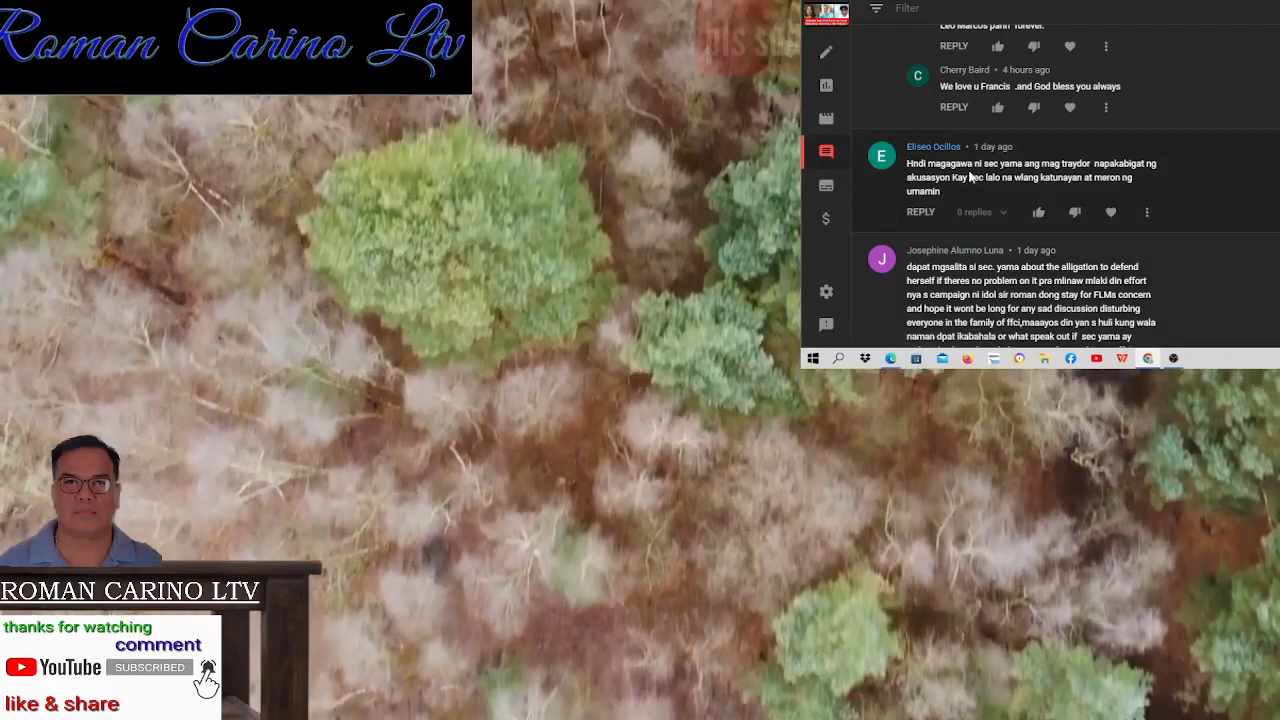 Roman Carino Ltv
Filter
Leo Marcos parin forever.
REPLY
Cherry Baird • 4 hours ago
We love u Francis .and God bless you always
REPLY
Eliseo Ocillos • 1 day ago
Hndi magagawa ni sec yama ang mag traydor napakabigat ng
akusasyon Kay sec lalo na wlang katunayan at meron ng
umamin
REPLY 0 replies
Josephine Alumno Luna • 1 day ago
dapat mgsalita si sec. yama about the alligation to defend
herself if theres no problem on it pra mlinaw mlaki din effort
nya s campaign ni idol sir roman dong stay for FLMs concern
and hope it wont be long for any sad discussion disturbing
everyone in the family of ffci,maaayos din yan s huli kung wala
naman dpat ikabahala or what speak out if sec yama ay
ROMAN CARINO LTV
thanks for watching
comment
YouTube SUBSCRIBED
like & share